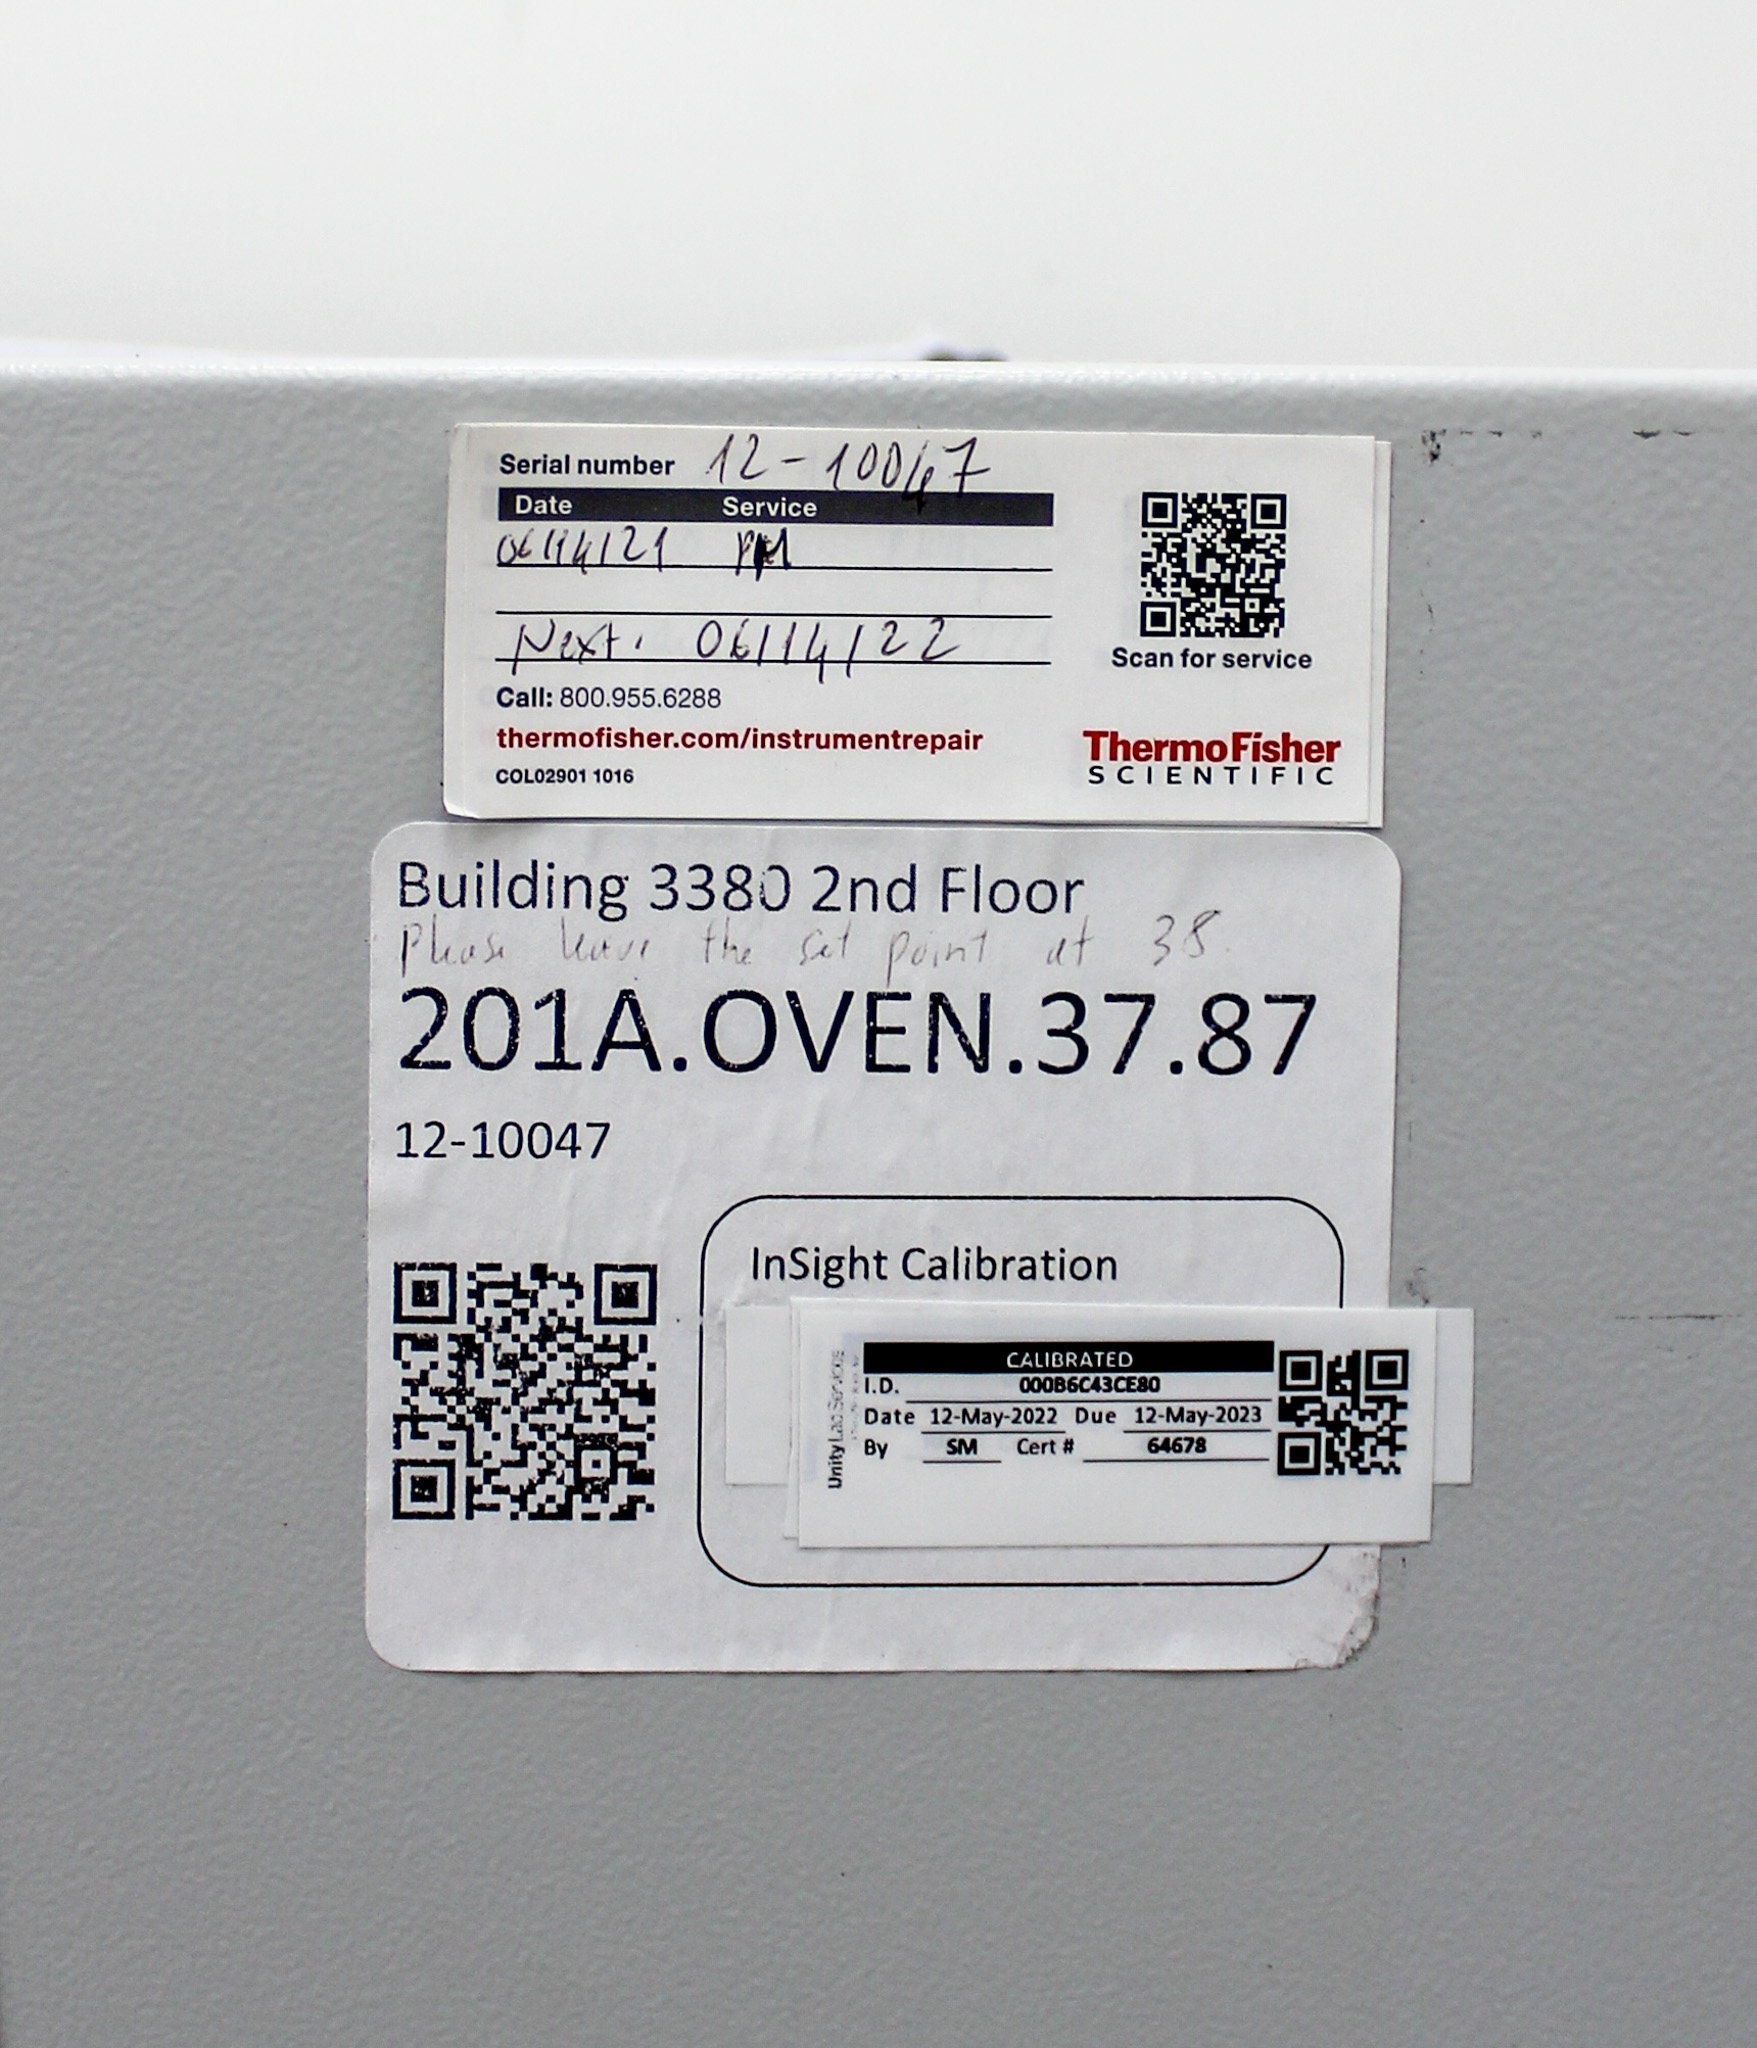 Serial number 12-10047
Date Service
06/14/21 PM
Next: 06/14/22
Call: 800.955.6288
thermofisher.com/instrumentrepair
COL02901 1016
Scan for service
ThermoFisher
SCIENTIFIC
Building 3380 2nd Floor
Please leave the set point at 38.
201A.OVEN.37.87
12-10047
InSight Calibration
Unity Lab Services
CALIBRATED
I.D. 000B6C43CE80
Date 12-May-2022 Due 12-May-2023
By SM Cert # 64678